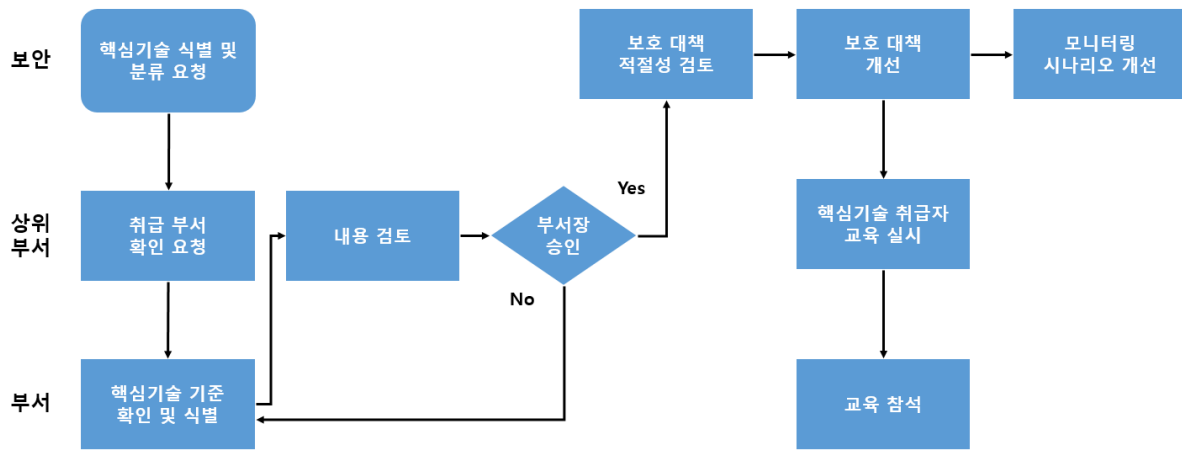 보안
핵심기술 식별 및
분류 요청
보호 대책
적절성 검토
보호 대책
개선
모니터링
시나리오 개선
상위
부서
취급 부서
확인 요청
내용 검토
부서장
승인
Yes
No
핵심기술 취급자
교육 실시
부서
핵심기술 기준
확인 및 식별
교육 참석